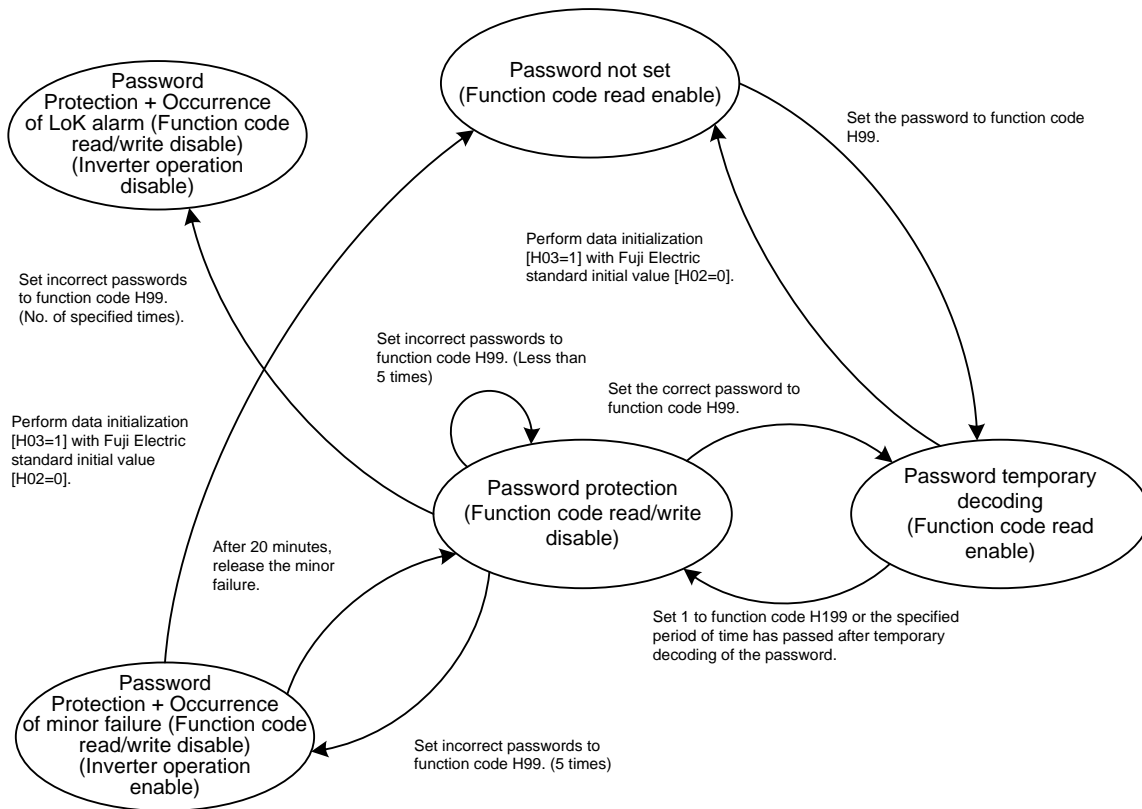 Password not set
(Function code read enable)
Password
Protection + Occurrence
of LoK alarm (Function code
read/write disable)
(Inverter operation
disable)
Set the password to function code
H99.
Perform data initialization
[H03=1] with Fuji Electric
standard initial value [H02=0].
Set incorrect passwords
to function code H99.
(No. of specified times).
Set incorrect passwords to
function code H99. (Less than
5 times)
Set the correct password to
function code H99.
Perform data initialization
[H03=1] with Fuji Electric
standard initial value
[H02=0].
Password protection
(Function code read/write
disable)
Password temporary
decoding
(Function code read
enable)
After 20 minutes,
release the minor
failure.
Set 1 to function code H199 or the specified
period of time has passed after temporary
decoding of the password.
Password
Protection + Occurrence
of minor failure (Function code
read/write disable)
(Inverter operation
enable)
Set incorrect passwords to
function code H99. (5 times)